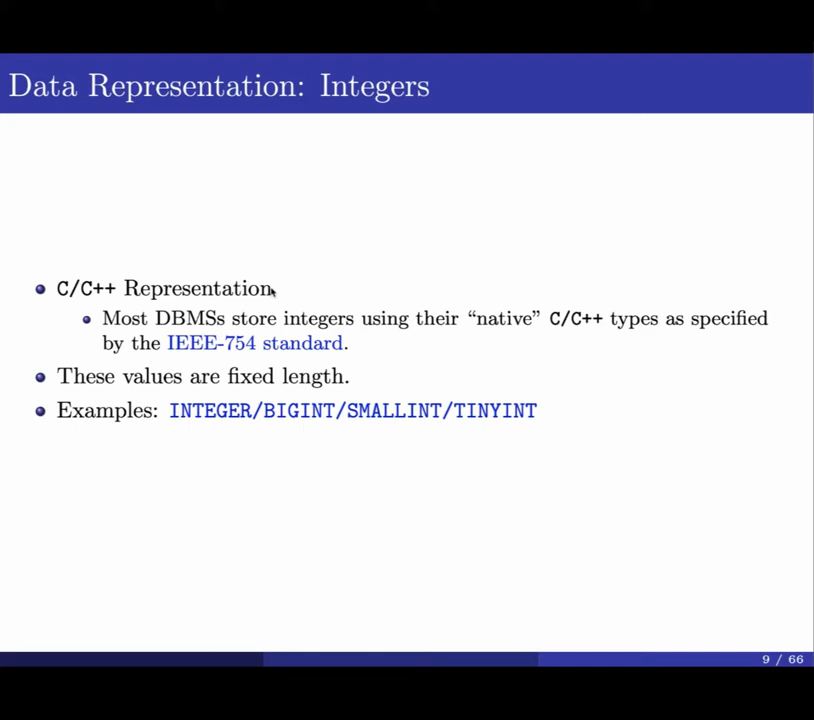 Data Representation: Integers
C/C++ Representation
Most DBMSs store integers using their “native” C/C++ types as specified
by the IEEE-754 standard.
These values are fixed length.
Examples: INTEGER/BIGINT/SMALLINT/TINYINT
9 / 66